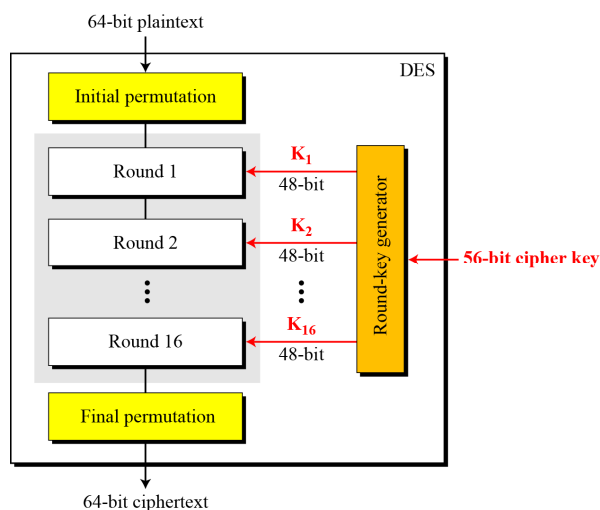 64-bit plaintext
DES
Initial permutation
K1
Round 1
48-bit
K2
Round 2
48-bit
Round-key generator
56-bit cipher key
K16
Round 16
48-bit
Final permutation
64-bit ciphertext